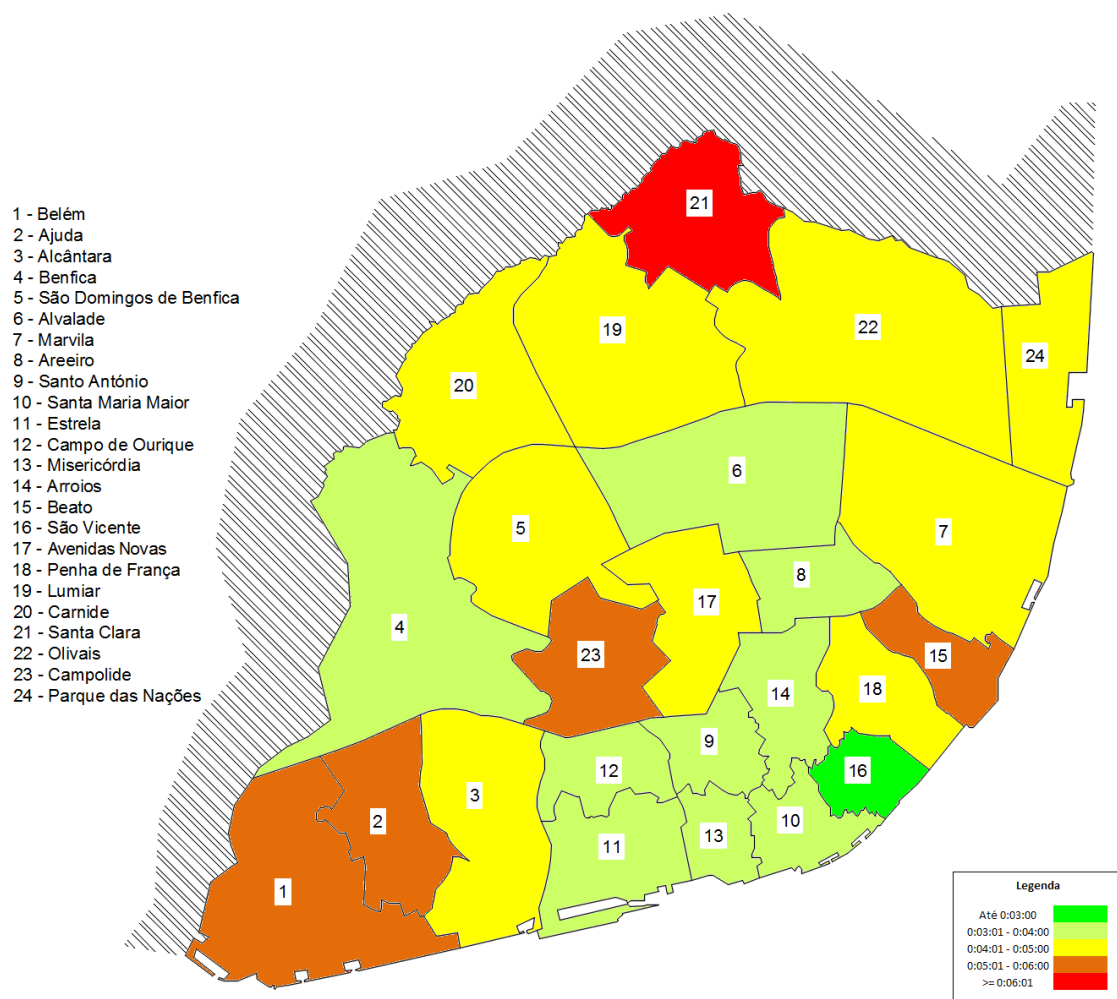 1 - Belém
2 - Ajuda
3 - Alcântara
4 - Benfica
5 - São Domingos de Benfica
6 - Alvalade
7 - Marvila
8 - Areeiro
9 - Santo António
10 - Santa Maria Maior
11 - Estrela
12 - Campo de Ourique
13 - Misericórdia
14 - Arroios
15 - Beato
16 - São Vicente
17 - Avenidas Novas
18 - Penha de França
19 - Lumiar
20 - Carnide
21 - Santa Clara
22 - Olivais
23 - Campolide
24 - Parque das Nações
21
19
22
24
20
6
5
7
8
17
4
23
15
18
14
9
16
12
3
2
10
13
11
1
Legenda
Até 0:03:00
0:03:01 - 0:04:00
0:04:01 - 0:05:00
0:05:01 - 0:06:00
>= 0:06:01